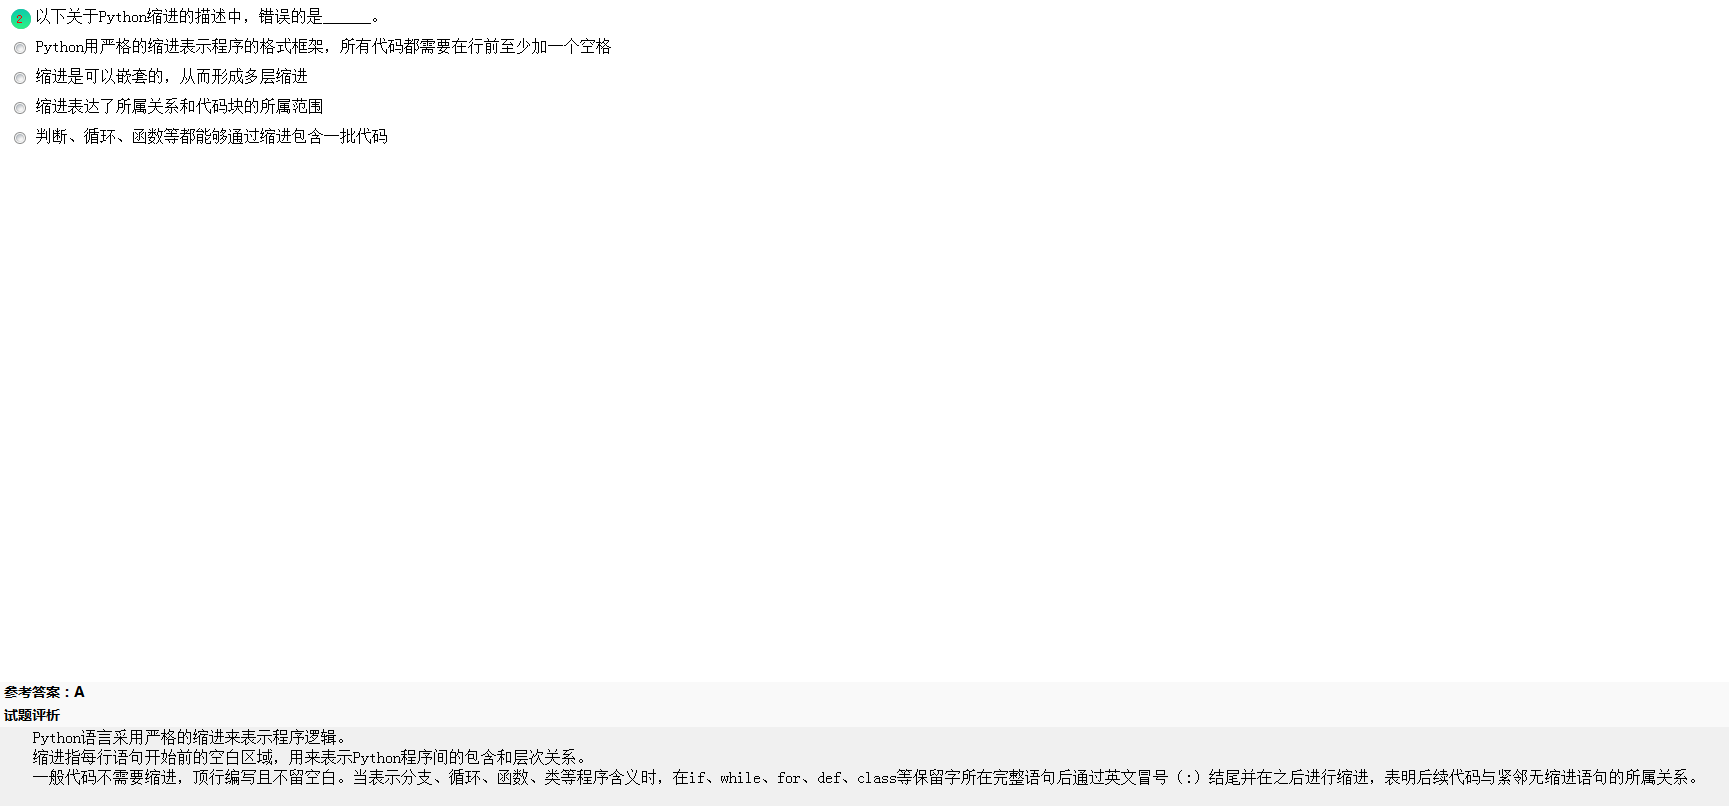 2 以下关于Python缩进的描述中，错误的是______。
Python用严格的缩进表示程序的格式框架，所有代码都需要在行前至少加一个空格
缩进是可以嵌套的，从而形成多层缩进
缩进表达了所属关系和代码块的所属范围
判断、循环、函数等都能够通过缩进包含一批代码
参考答案：A
试题评析
Python语言采用严格的缩进来表示程序逻辑。
缩进指每行语句开始前的空白区域，用来表示Python程序间的包含和层次关系。
一般代码不需要缩进，顶行编写且不留空白。当表示分支、循环、函数、类等程序含义时，在if、while、for、def、class等保留字所在完整语句后通过英文冒号（:）结尾并在之后进行缩进，表明后续代码与紧邻无缩进语句的所属关系。